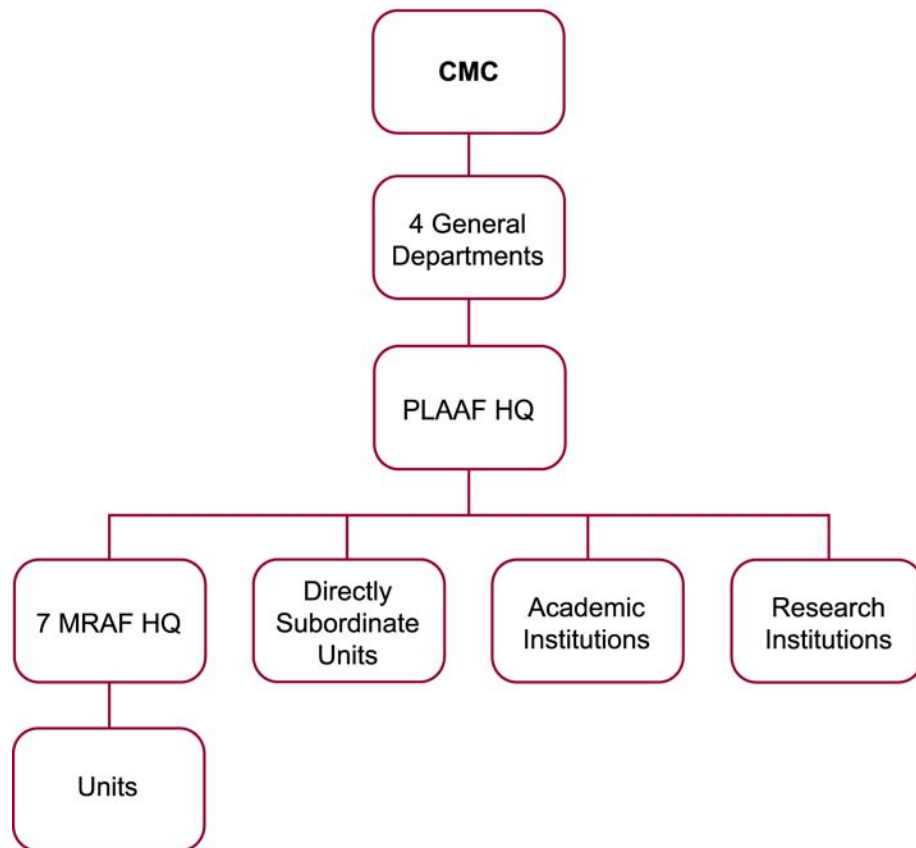 CMC
4 General
Departments
PLAAF HQ
7 MRAF HQ
Directly
Subordinate
Units
Academic
Institutions
Research
Institutions
Units